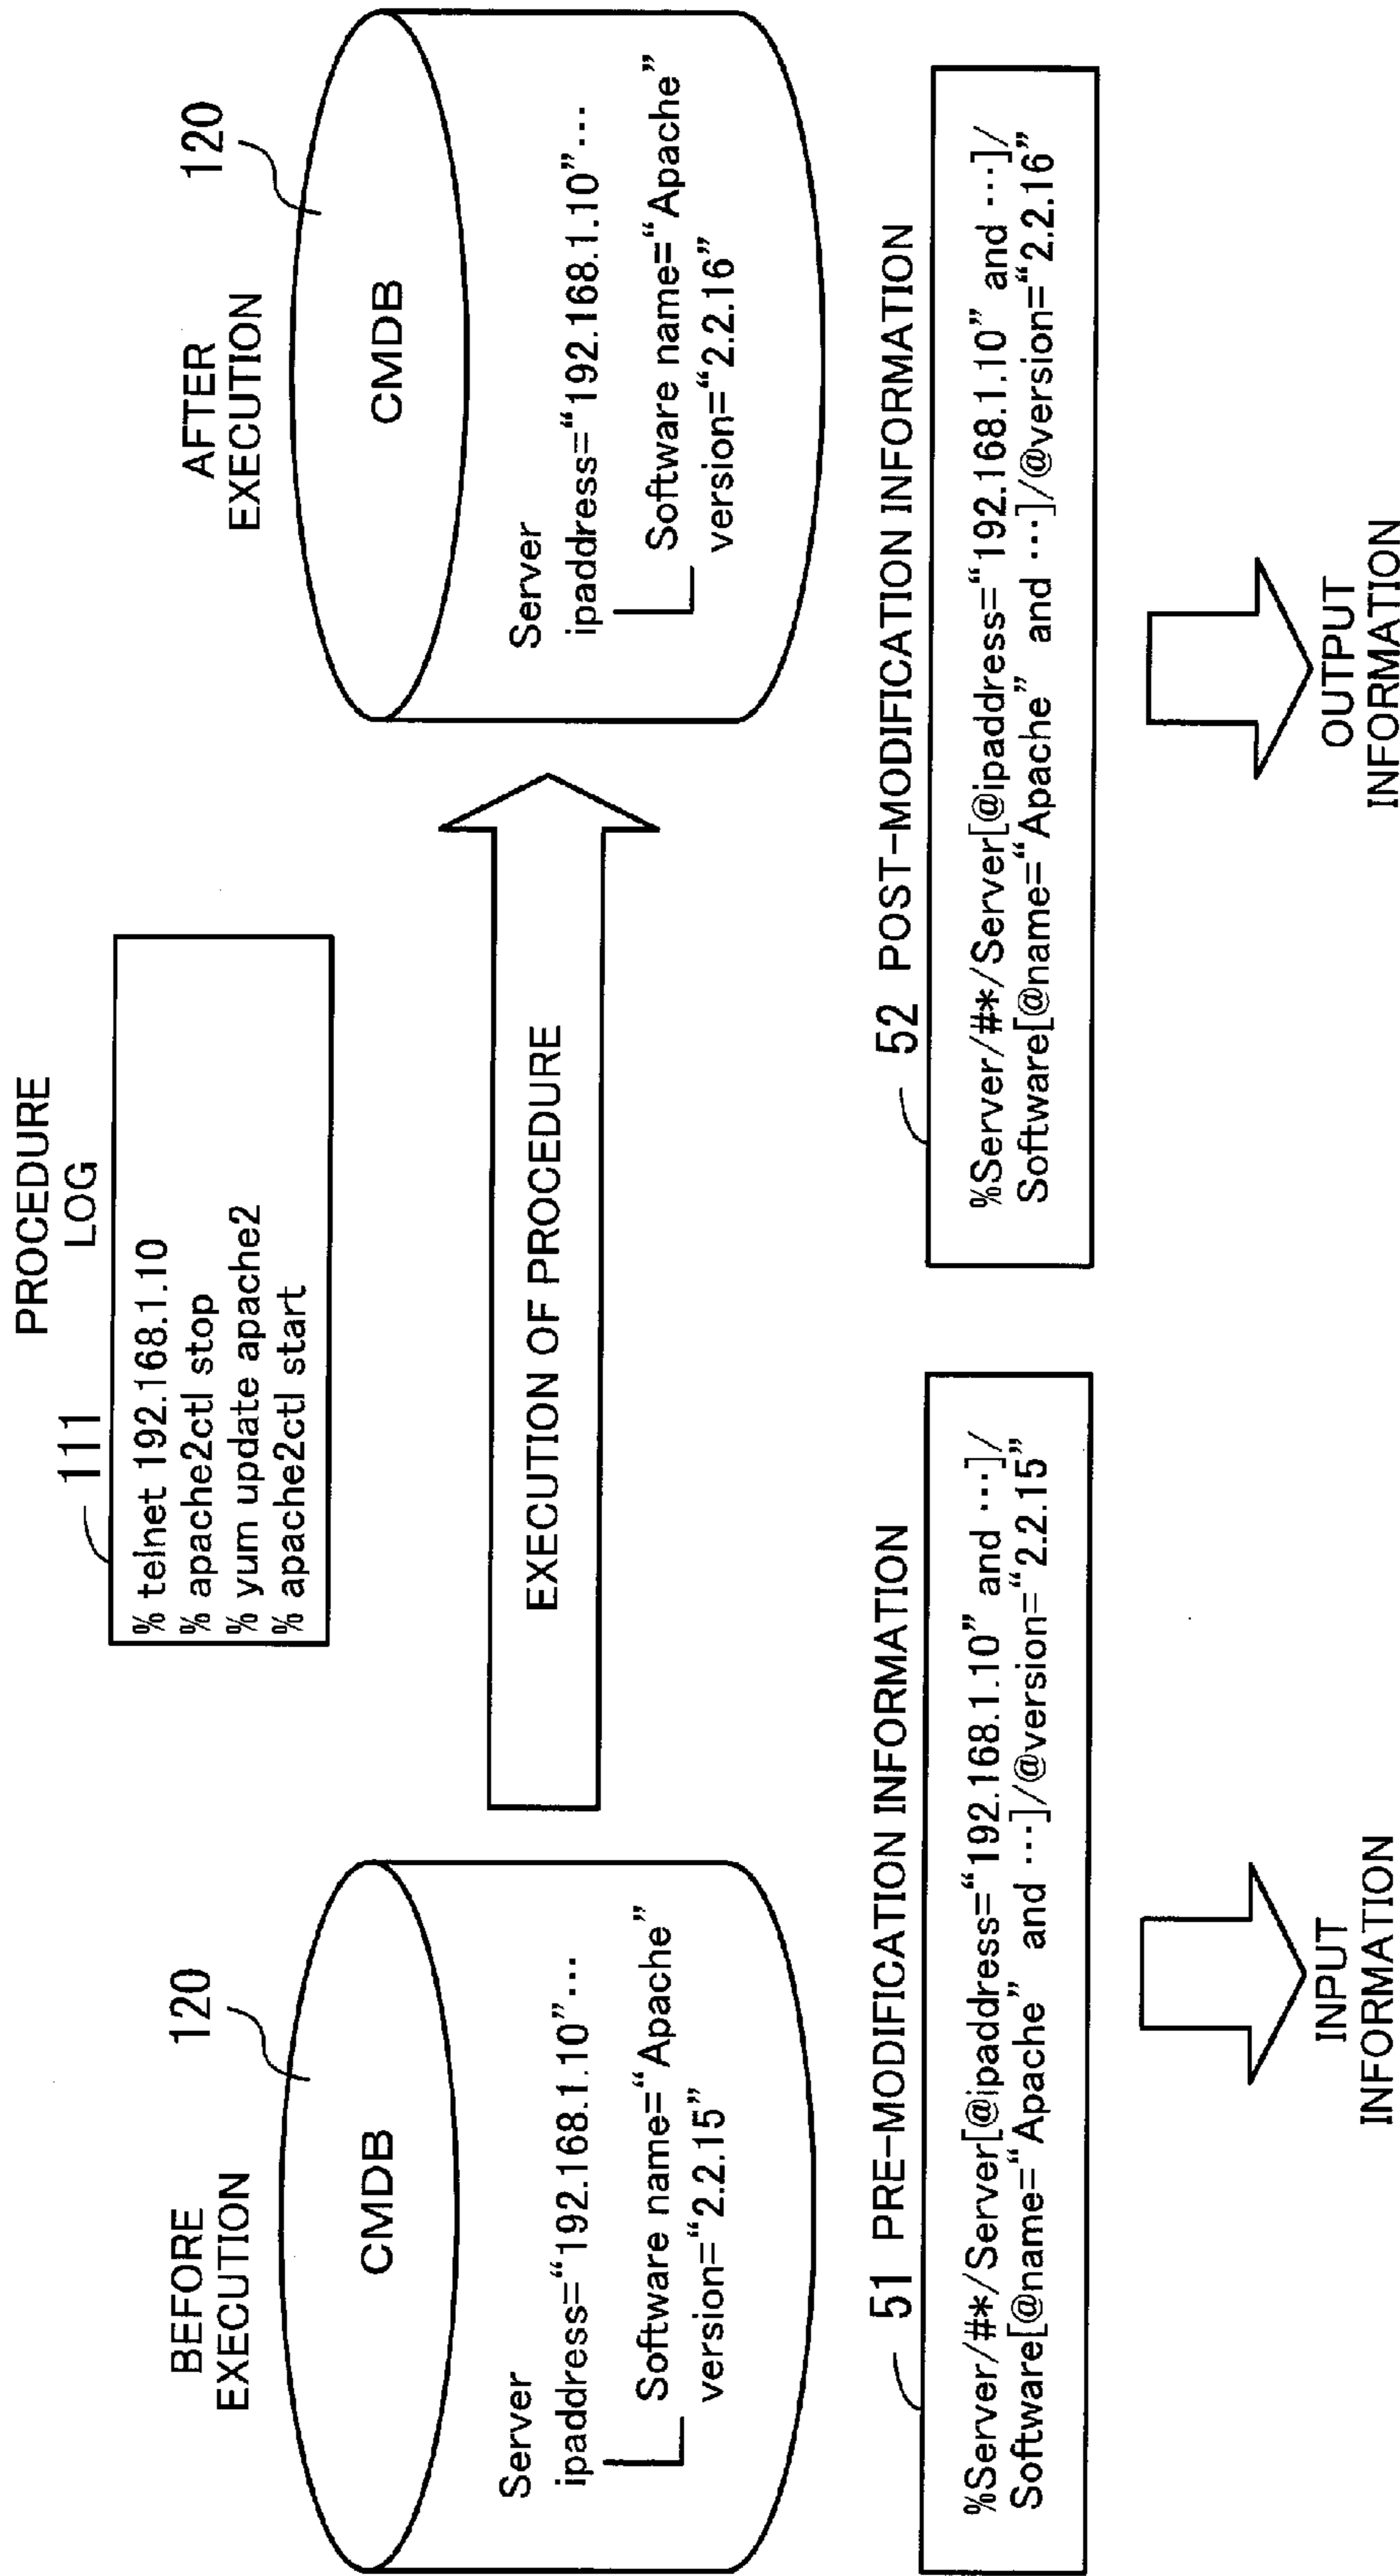 PROCEDURE
LOG
111
% telnet 192.168.1.10
% apache2ctl stop
% yum update apache2
% apache2ctl start
BEFORE
EXECUTION
120
CMDB
Server
ipaddress=“192.168.1.10”⋯
Software name=“Apache”
version=“2.2.15”
EXECUTION OF PROCEDURE
AFTER
EXECUTION
120
CMDB
Server
ipaddress=“192.168.1.10”⋯
Software name=“Apache”
version=“2.2.16”
51 PRE-MODIFICATION INFORMATION
%Server/#*/Server[@ipaddress=“192.168.1.10” and ⋯]/
Software[@name=“Apache” and ⋯]/@version=“2.2.15”
52 POST-MODIFICATION INFORMATION
%Server/#*/Server[@ipaddress=“192.168.1.10” and ⋯]/
Software[@name=“Apache” and ⋯]/@version=“2.2.16”
INPUT
INFORMATION
OUTPUT
INFORMATION